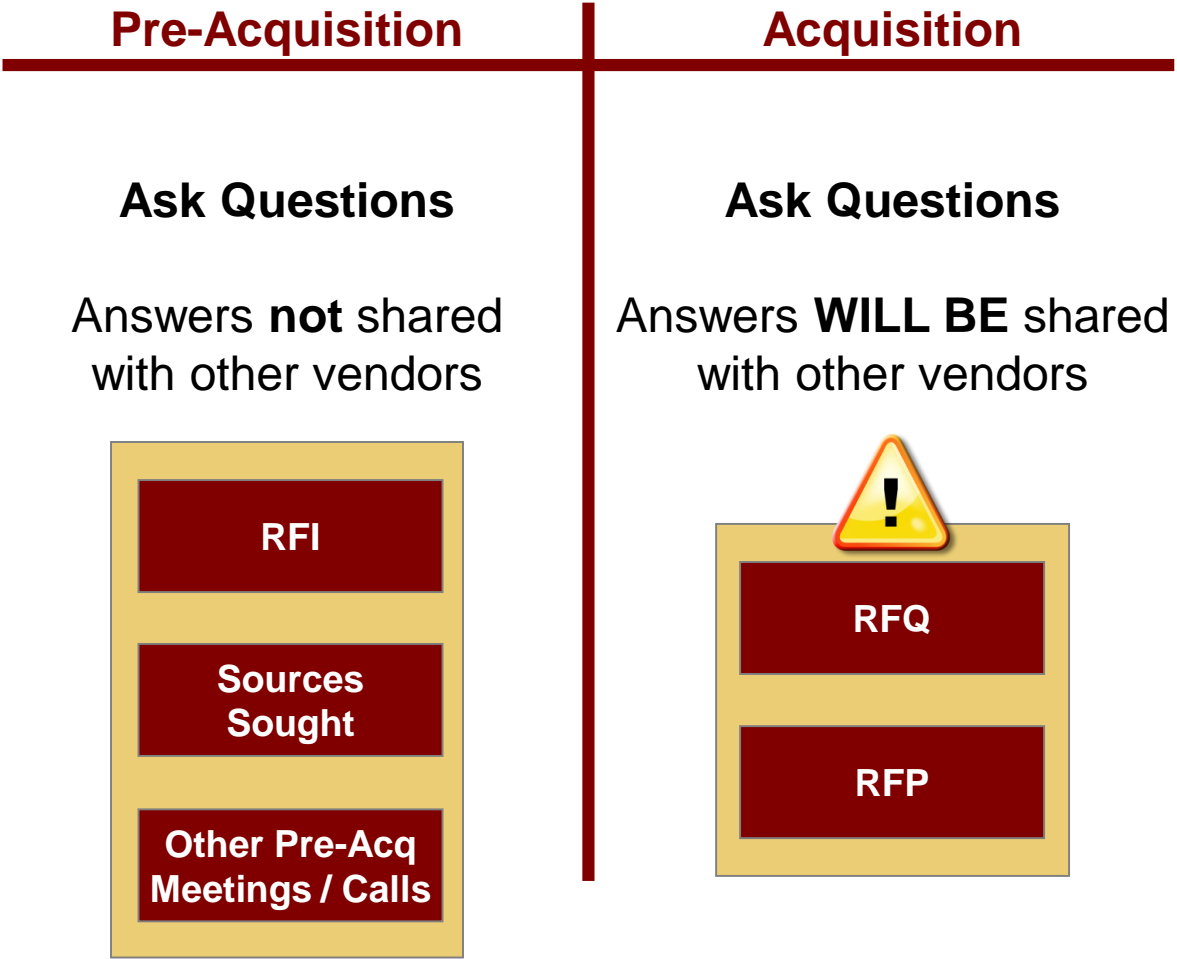 Pre-Acquisition
Acquisition
Ask Questions
Answers not shared
with other vendors
RFI
Sources
Sought
Other Pre-Acq
Meetings / Calls
Ask Questions
Answers WILL BE shared
with other vendors
!
RFQ
RFP